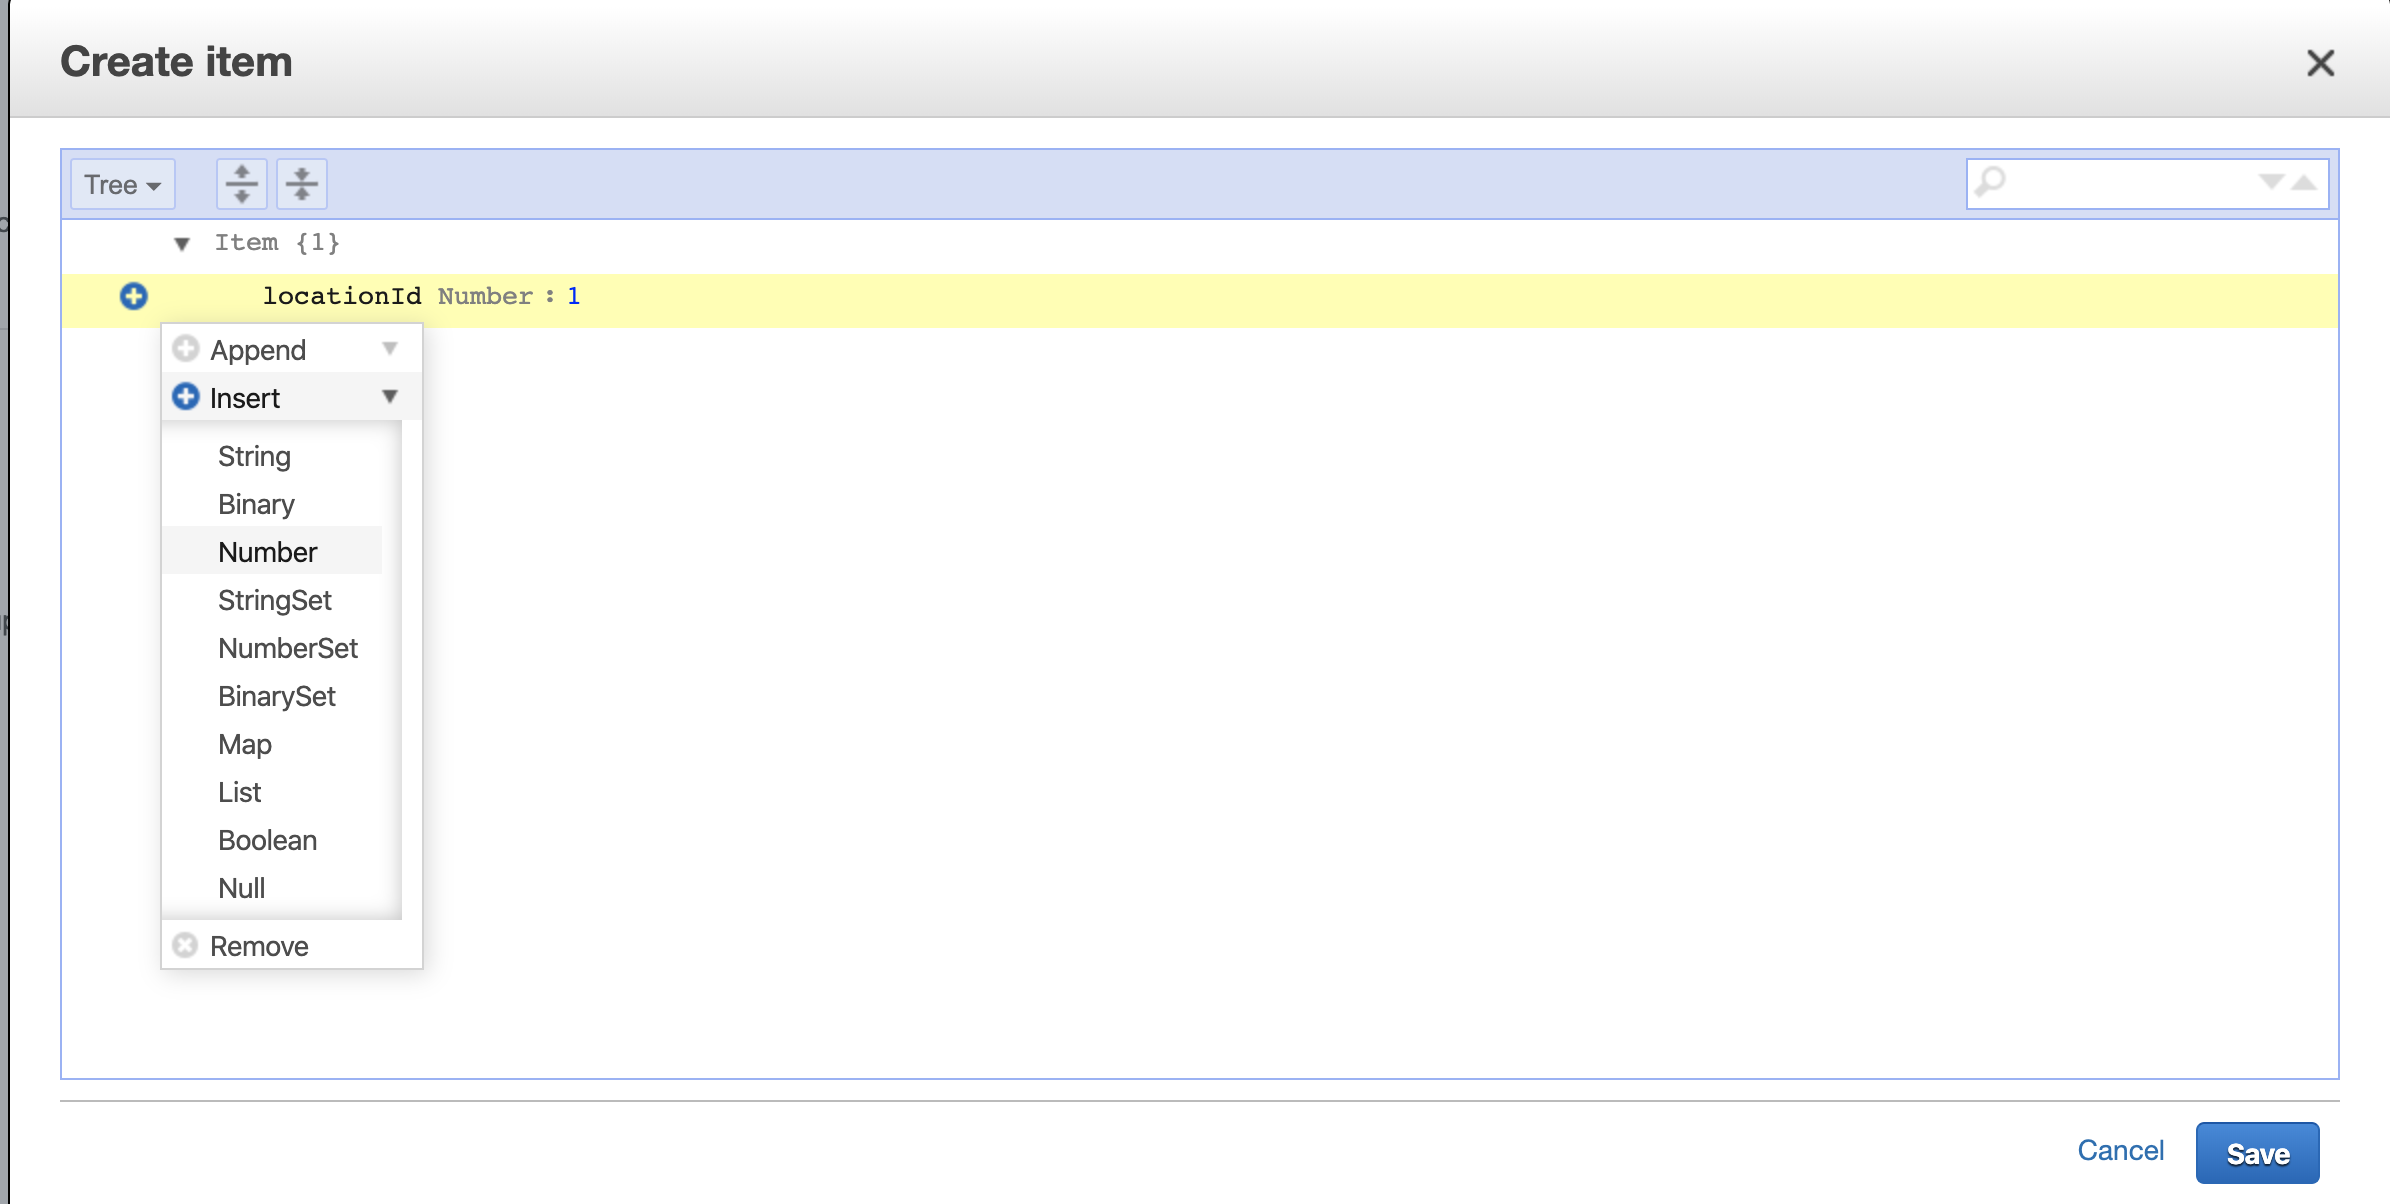 Create item
Tree
Item {1}
locationId Number : 1
Append
Insert
String
Binary
Number
StringSet
NumberSet
BinarySet
Map
List
Boolean
Null
Remove
Cancel
Save